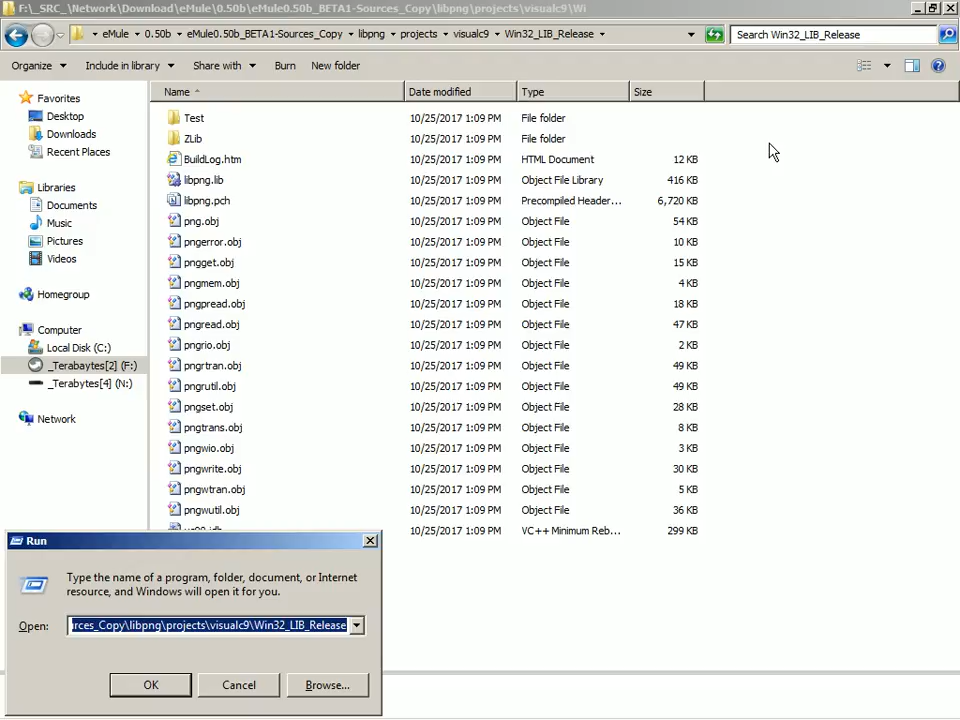 F:\_SRC_\Network\Download\eMule\0.50b\eMule0.50b_BETA1-Sources_Copy\libpng\projects\visualc9\Wi
eMule 0.50b eMule0.50b_BETA1-Sources_Copy libpng projects visualc9 Win32_LIB_Release
Search Win32_LIB_Release
Organize Include in library Share with Burn New folder
Name Date modified Type Size
Favorites
Desktop
Downloads
Recent Places
Libraries
Documents
Music
Pictures
Videos
Homegroup
Computer
Local Disk (C:)
_Terabaytes[2] (F:)
_Terabytes[4] (N:)
Network
Test 10/25/2017 1:09 PM File folder
ZLib 10/25/2017 1:09 PM File folder
BuildLog.htm 10/25/2017 1:09 PM HTML Document 12 KB
libpng.lib 10/25/2017 1:09 PM Object File Library 416 KB
libpng.pch 10/25/2017 1:09 PM Precompiled Header... 6,720 KB
png.obj 10/25/2017 1:09 PM Object File 54 KB
pngerror.obj 10/25/2017 1:09 PM Object File 10 KB
pngget.obj 10/25/2017 1:09 PM Object File 15 KB
pngmem.obj 10/25/2017 1:09 PM Object File 4 KB
pngpread.obj 10/25/2017 1:09 PM Object File 18 KB
pngread.obj 10/25/2017 1:09 PM Object File 47 KB
pngrio.obj 10/25/2017 1:09 PM Object File 2 KB
pngrtran.obj 10/25/2017 1:09 PM Object File 49 KB
pngrutil.obj 10/25/2017 1:09 PM Object File 49 KB
pngset.obj 10/25/2017 1:09 PM Object File 28 KB
pngtrans.obj 10/25/2017 1:09 PM Object File 8 KB
pngwio.obj 10/25/2017 1:09 PM Object File 3 KB
pngwrite.obj 10/25/2017 1:09 PM Object File 30 KB
pngwtran.obj 10/25/2017 1:09 PM Object File 5 KB
pngwutil.obj 10/25/2017 1:09 PM Object File 36 KB
10/25/2017 1:09 PM VC++ Minimum Reb... 299 KB
Run
Type the name of a program, folder, document, or Internet
resource, and Windows will open it for you.
Open: rces_Copy\libpng\projects\visualc9\Win32_LIB_Release
OK Cancel Browse...